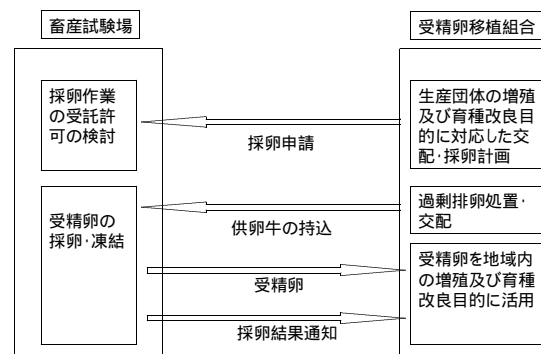 畜産試験場
受精卵移植組合
採卵作業
の受託許
可の検討
採卵申請
生産団体の増殖
及び育種改良目
的に対応した交
配・採卵計画
受精卵の
採卵・凍結
供卵牛の持込
過剰排卵処置・
交配
受精卵
受精卵を地域内
の増殖及び育種
改良目的に活用
採卵結果通知